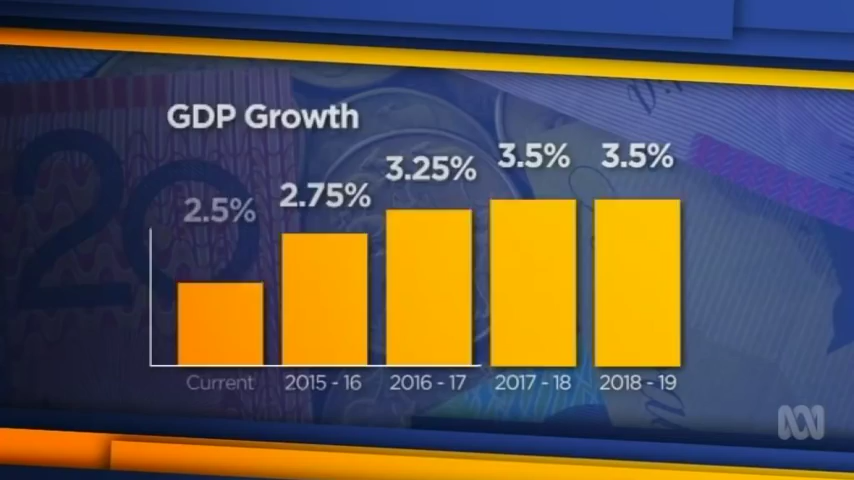 GDP Growth
2.5% 2.75% 3.25% 3.5% 3.5%
Current 2015 - 16 2016 - 17 2017 - 18 2018 - 19
20